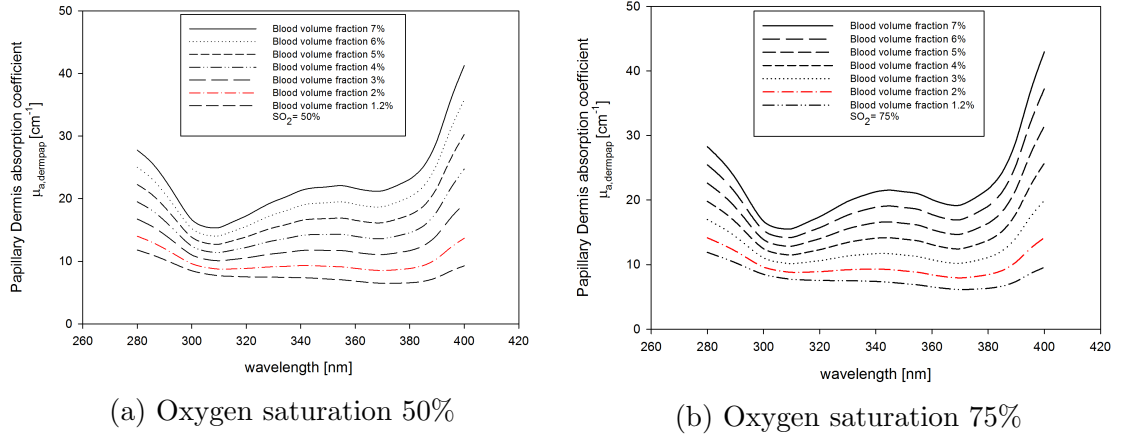 50
40
30
20
10
0
260
280
300
320
340
360
380
400
420
Papillary Dermis absorption coefficient
μa,dermpap [cm-1]
wavelength [nm]
Blood volume fraction 7%
Blood volume fraction 6%
Blood volume fraction 5%
Blood volume fraction 4%
Blood volume fraction 3%
Blood volume fraction 2%
Blood volume fraction 1.2%
SO2= 50%
(a) Oxygen saturation 50%
50
40
30
20
10
0
260
280
300
320
340
360
380
400
420
Papillary Dermis absorption coefficient
μa,dermpap [cm-1]
wavelength [nm]
Blood volume fraction 7%
Blood volume fraction 6%
Blood volume fraction 5%
Blood volume fraction 4%
Blood volume fraction 3%
Blood volume fraction 2%
Blood volume fraction 1.2%
SO2= 75%
(b) Oxygen saturation 75%